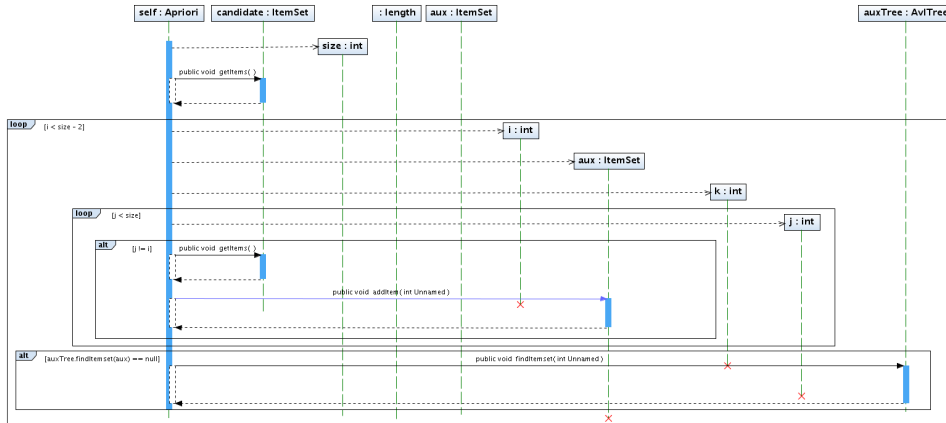 self : Apriori
candidate : ItemSet
: length
aux : ItemSet
auxTree : AvlTree
size : int
public void getItems( )
loop
[i < size - 2]
i : int
aux : ItemSet
k : int
loop
[j < size]
j : int
alt
[j != i]
public void getItems( )
public void addItem( int Unnamed )
alt
[auxTree.findItemset(aux) == null]
public void findItemset( int Unnamed )